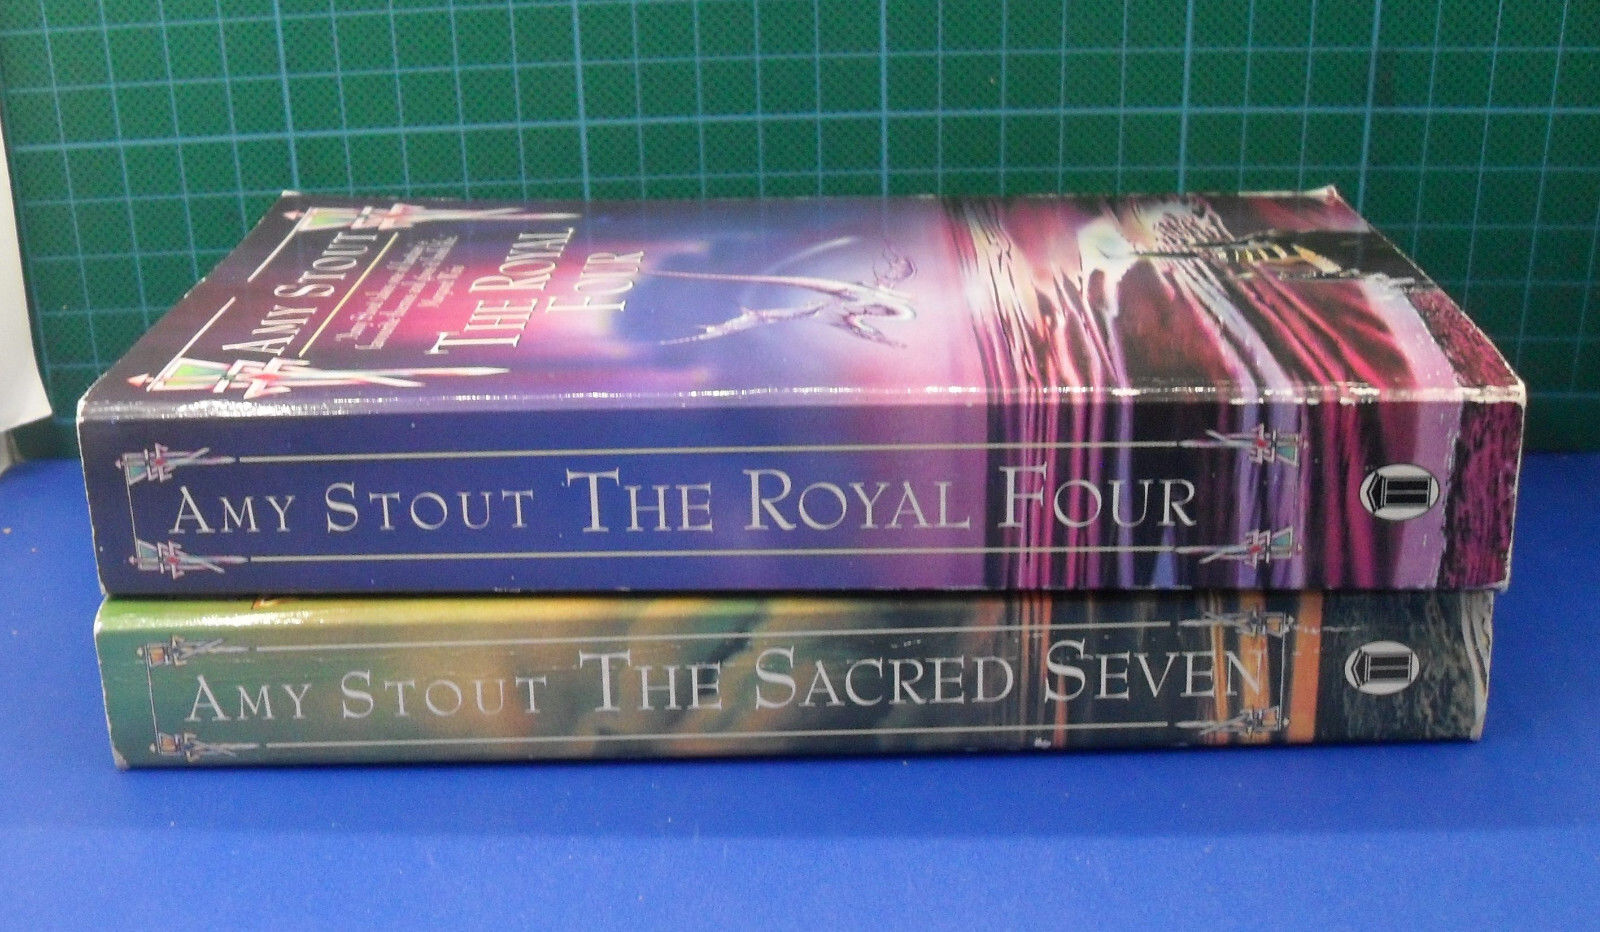 AMY STOUT
THE ROYAL
FOUR
AMY STOUT THE ROYAL FOUR
AMY STOUT THE SACRED SEVEN